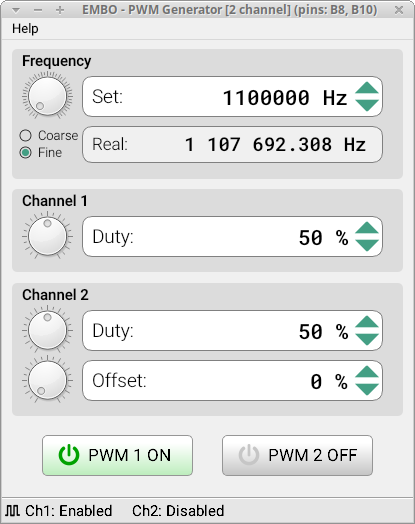 EMBO - PWM Generator [2 channel] (pins: B8, B10)
Help
Frequency
Set: 1100000 Hz
Coarse
Fine
Real: 1 107 692.308 Hz
Channel 1
Duty: 50 %
Channel 2
Duty: 50 %
Offset: 0 %
PWM 1 ON PWM 2 OFF
Ch1: Enabled Ch2: Disabled